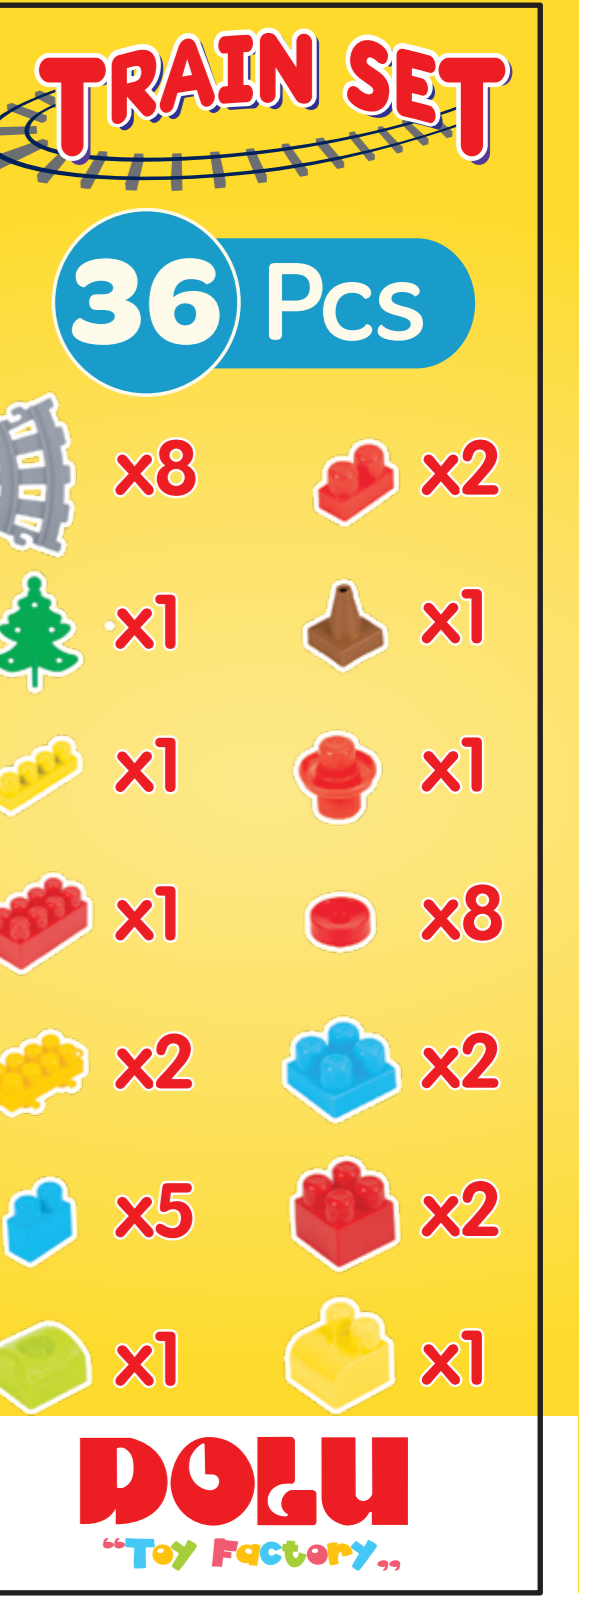 TRAIN SET
36 Pcs
x8 x2
x1 x1
x1 x1
x1 x8
x2 x2
x5 x2
x1 x1
DOLU
“Toy Factory„